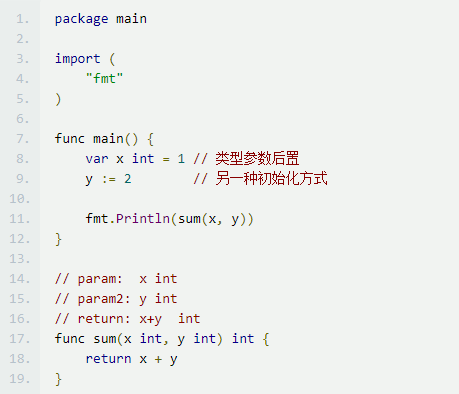 1. package main
2.
3. import (
4.     "fmt"
5. )
6.
7. func main() {
8.     var x int = 1 // 类型参数后置
9.     y := 2        // 另一种初始化方式
10.
11.     fmt.Println(sum(x, y))
12. }
13.
14. // param:  x int
15. // param2: y int
16. // return: x+y  int
17. func sum(x int, y int) int {
18.     return x + y
19. }